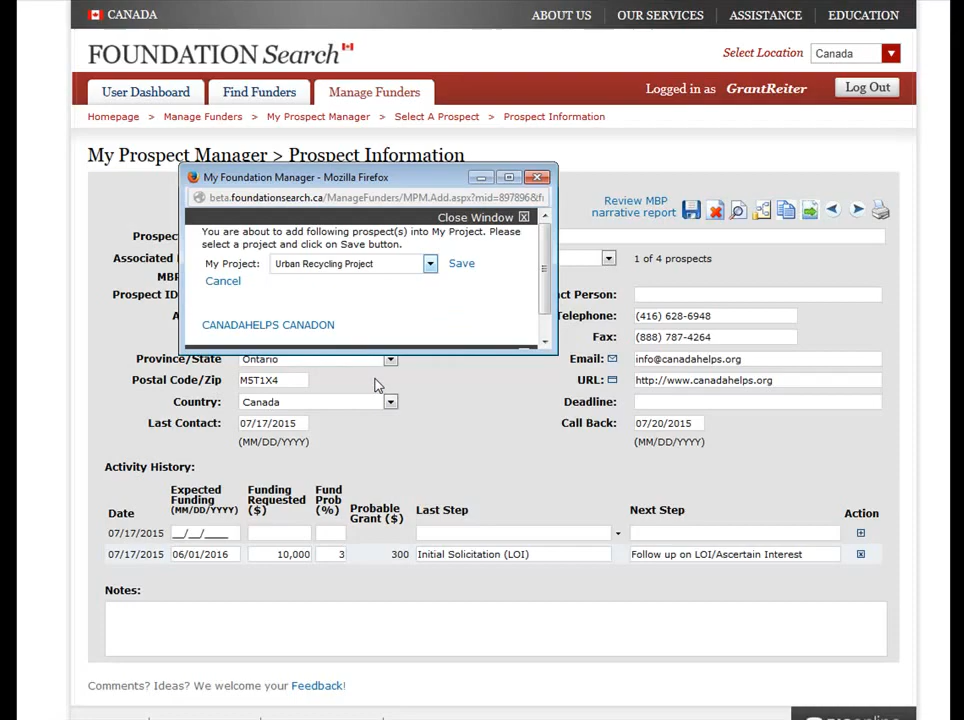 CANADA
ABOUT US
OUR SERVICES
ASSISTANCE
EDUCATION
FOUNDATION Search
Select Location
Canada
User Dashboard
Find Funders
Manage Funders
Logged in as GrantReiter
Log Out
Homepage > Manage Funders > My Prospect Manager > Select A Prospect > Prospect Information
My Prospect Manager > Prospect Information
My Foundation Manager - Mozilla Firefox
beta.foundationsearch.ca/ManageFunders/MPM.Add.aspx?mid=897896&f
Close Window
You are about to add following prospect(s) into My Project. Please
select a project and click on Save button.
My Project:
Urban Recycling Project
Save
Cancel
CANADAHELPS CANADON
Review MBP
narrative report
Prospec
Associated
1 of 4 prospects
MBP
Prospect ID
ct Person:
Telephone:
(416) 628-6948
Fax:
(888) 787-4264
Province/State
Ontario
Email:
info@canadahelps.org
Postal Code/Zip
M5T1X4
URL:
http://www.canadahelps.org
Country:
Canada
Deadline:
Last Contact:
07/17/2015
Call Back:
07/20/2015
(MM/DD/YYYY)
(MM/DD/YYYY)
Activity History:
Date
Expected
Funding
(MM/DD/YYYY)
Funding
Requested
($)
Fund
Prob
(%)
Probable
Grant ($)
Last Step
Next Step
Action
07/17/2015
__/__/____
07/17/2015
06/01/2016
10,000
3
300
Initial Solicitation (LOI)
Follow up on LOI/Ascertain Interest
Notes:
Comments? Ideas? We welcome your Feedback!